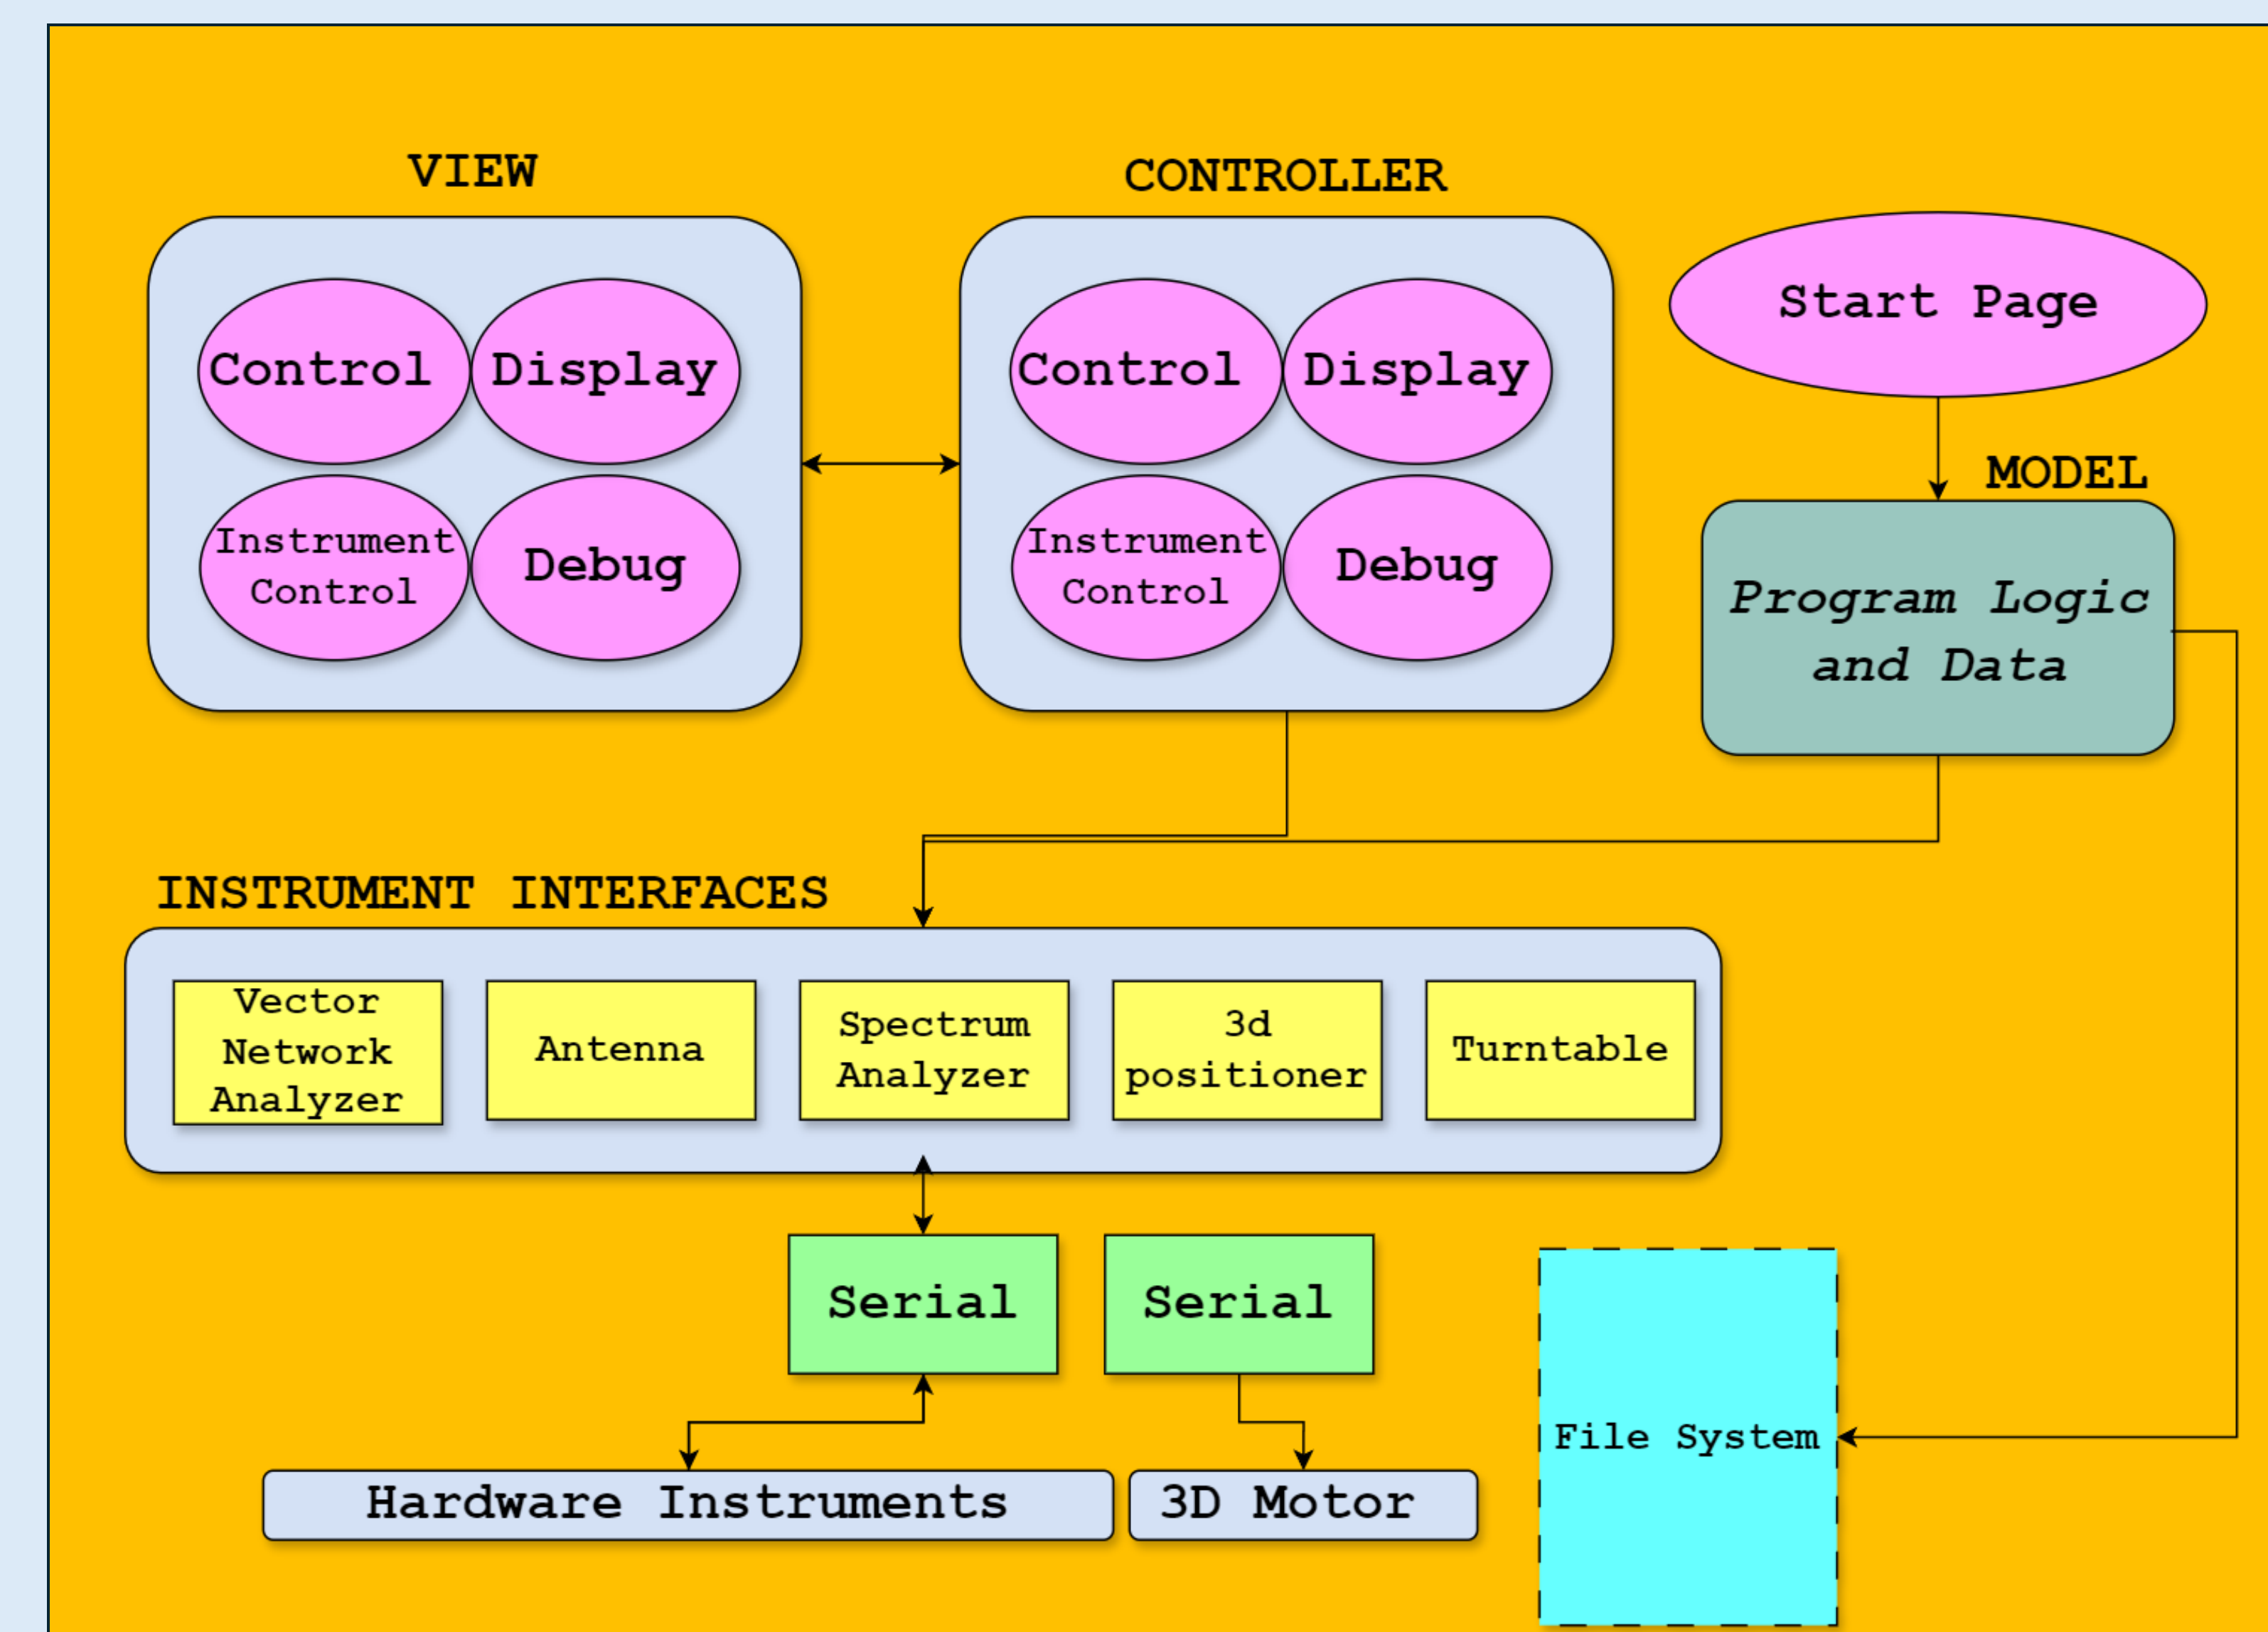 VIEW
CONTROLLER
Control
Display
Instrument
Control
Debug
Control
Display
Instrument
Control
Debug
Start Page
MODEL
Program Logic
and Data
INSTRUMENT INTERFACES
Vector
Network
Analyzer
Antenna
Spectrum
Analyzer
3d
positioner
Turntable
Serial
Serial
File System
Hardware Instruments
3D Motor